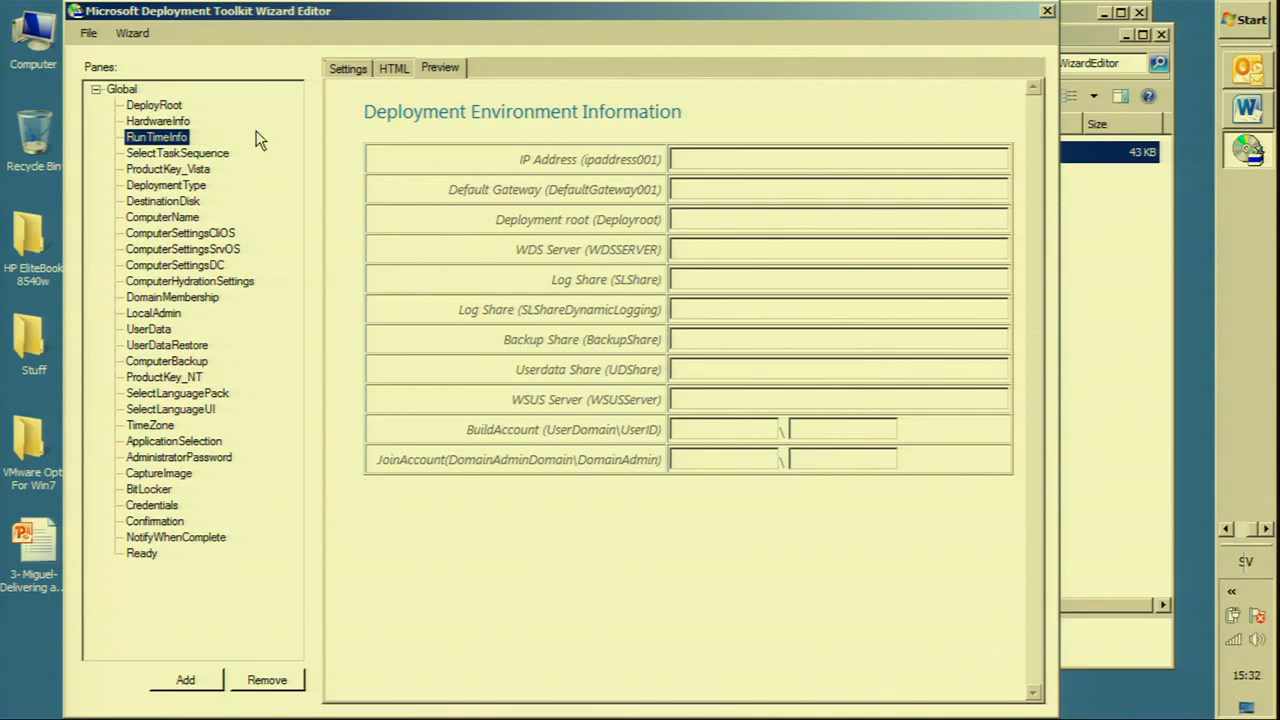 Microsoft Deployment Toolkit Wizard Editor
File Wizard
Panes:
Settings HTML Preview
Global
DeployRoot
HardwareInfo
RunTimeInfo
SelectTaskSequence
ProductKey_Vista
DeploymentType
DestinationDisk
ComputerName
ComputerSettingsCliOS
ComputerSettingsSrvOS
ComputerSettingsDC
ComputerHydrationSettings
DomainMembership
LocalAdmin
UserData
UserDataRestore
ComputerBackup
ProductKey_NT
SelectLanguagePack
SelectLanguageUI
TimeZone
ApplicationSelection
AdministratorPassword
CaptureImage
BitLocker
Credentials
Confirmation
NotifyWhenComplete
Ready
Add Remove
Deployment Environment Information
IP Address (ipaddress001)
Default Gateway (DefaultGateway001)
Deployment root (Deployroot)
WDS Server (WDSSERVER)
Log Share (SLShare)
Log Share (SLShareDynamicLogging)
Backup Share (BackupShare)
Userdata Share (UDShare)
WSUS Server (WSUSServer)
BuildAccount (UserDomain\UserID) \
JoinAccount(DomainAdminDomain\DomainAdmin) \
Computer
Recycle Bin
HP EliteBook
8540w
Stuff
VMware Opt
For Win7
3- Miguel-
Delivering a...
WizardEditor
Size
43 KB
Start
SV
15:32